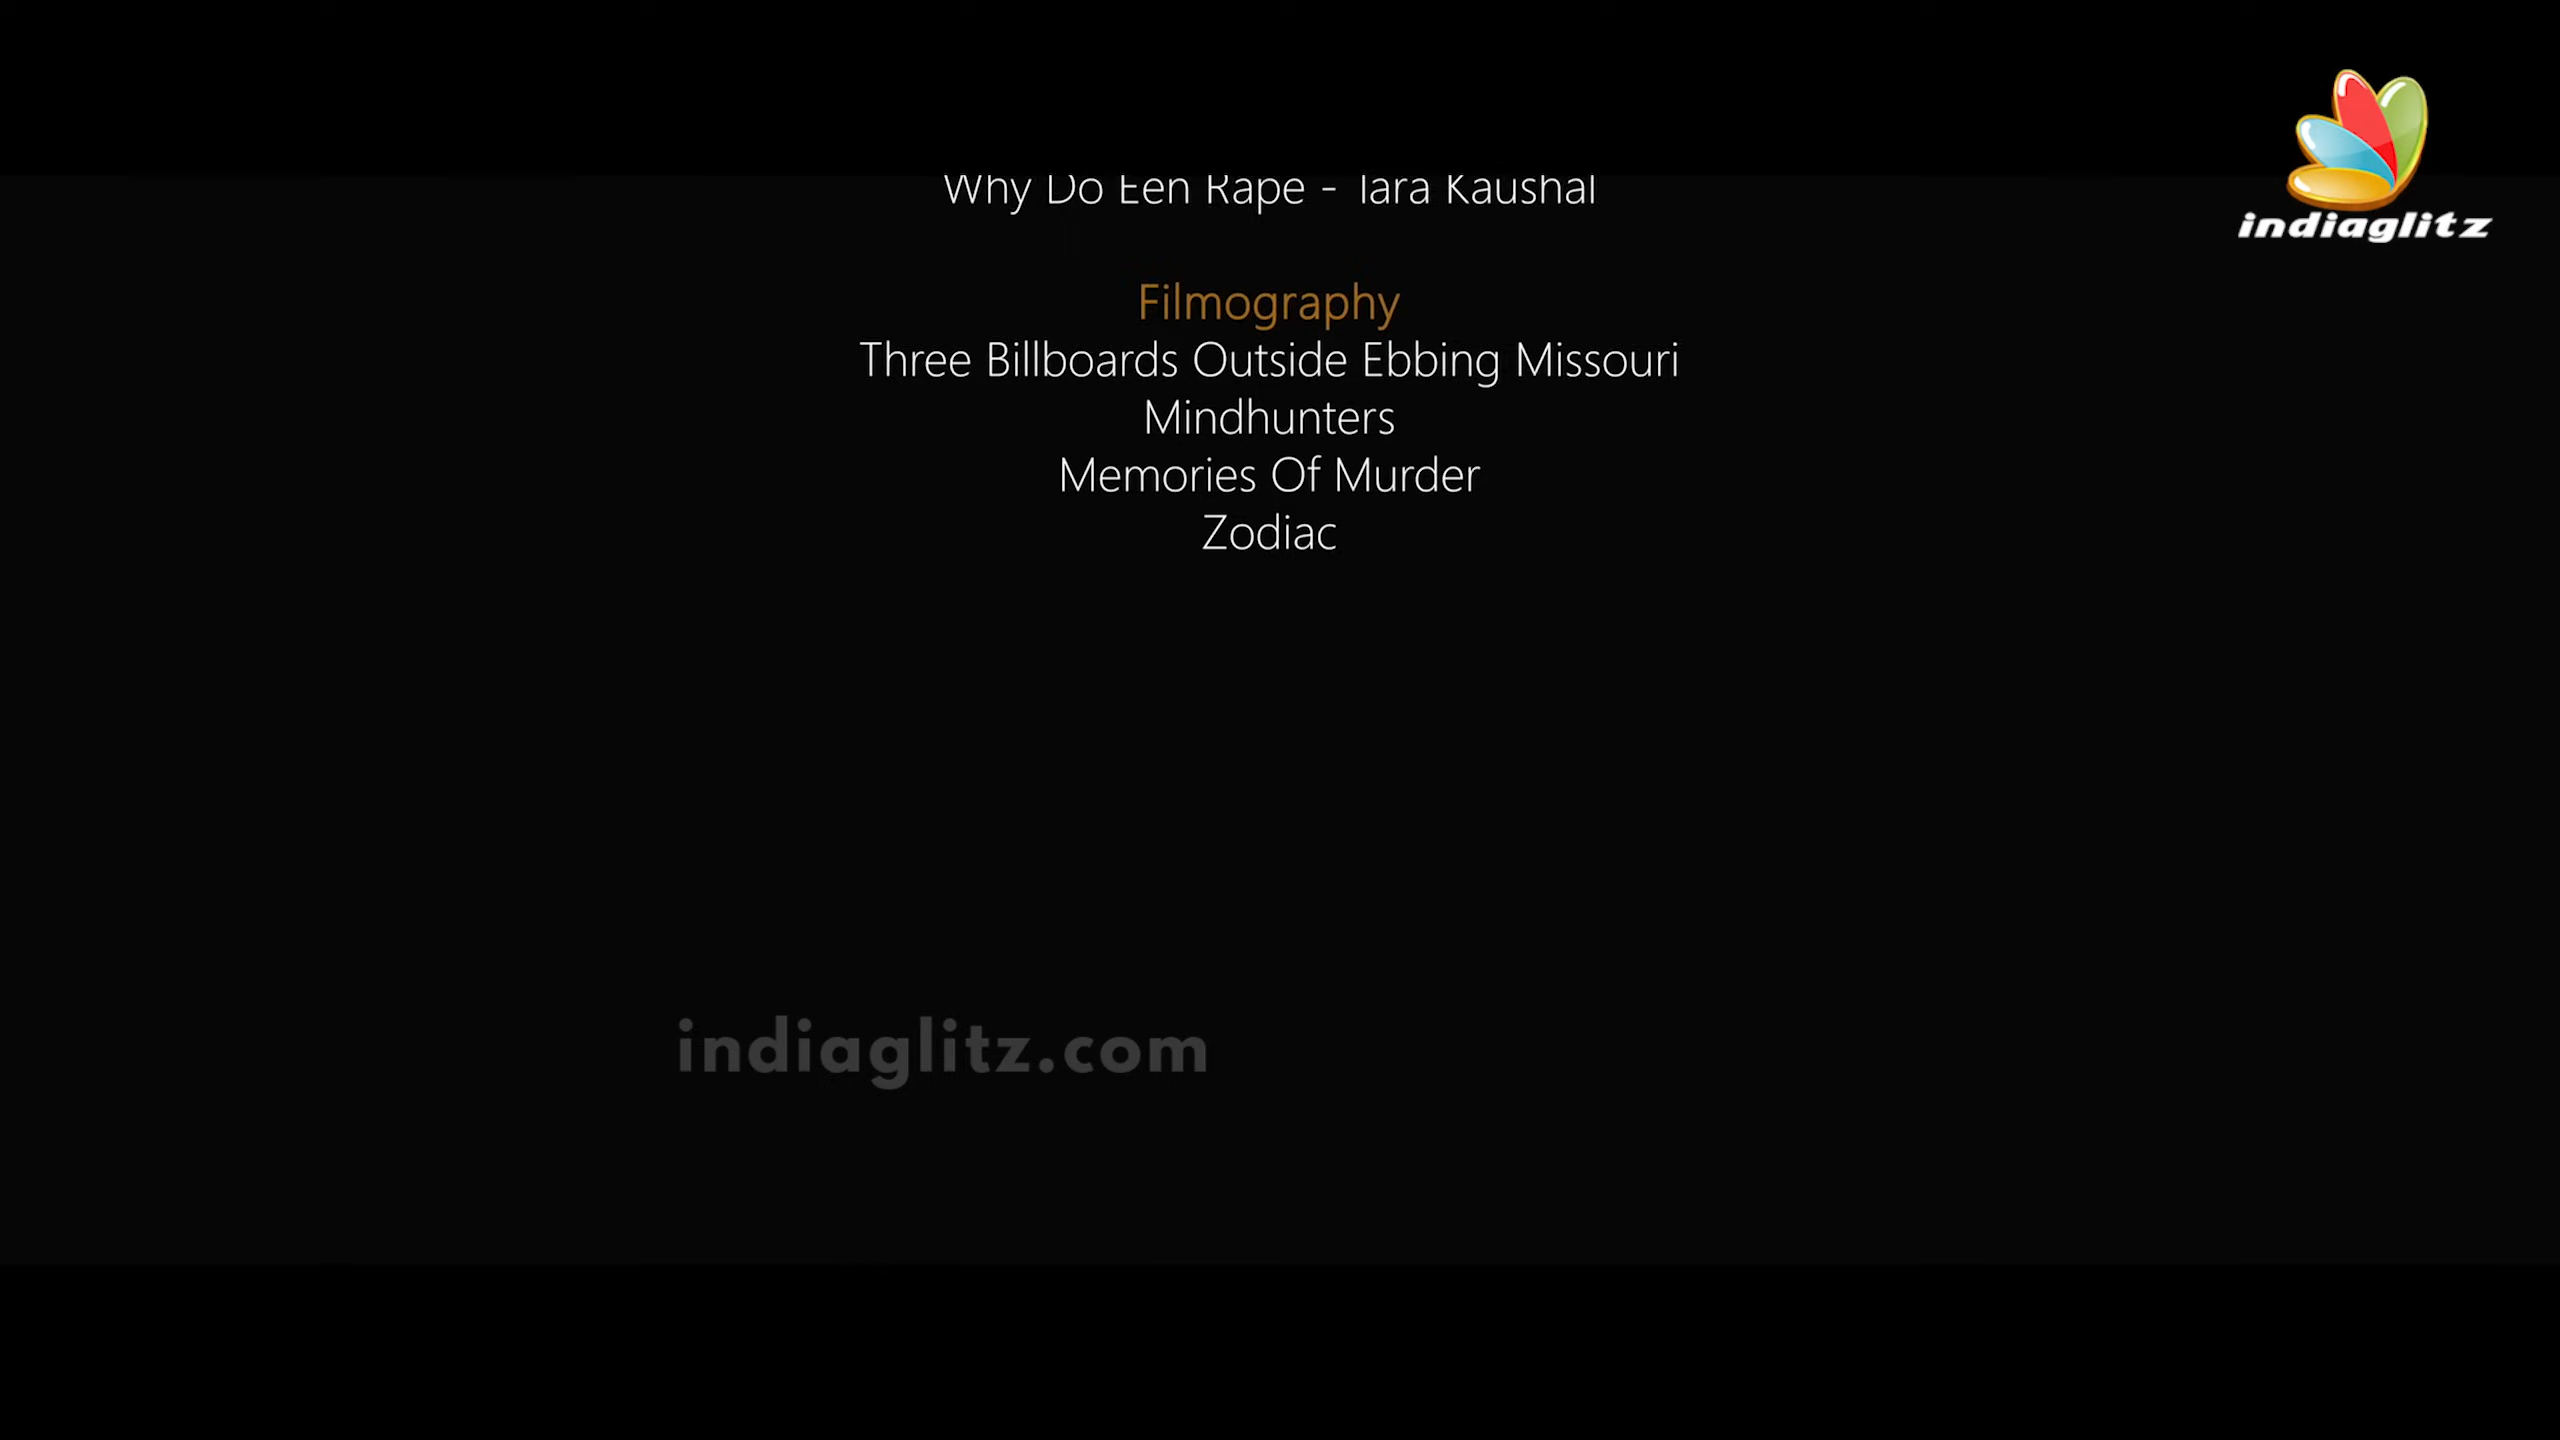 Why Do Een Rape - Tara Kaushal
indiaglitz
Filmography
Three Billboards Outside Ebbing Missouri
Mindhunters
Memories Of Murder
Zodiac
indiaglitz.com